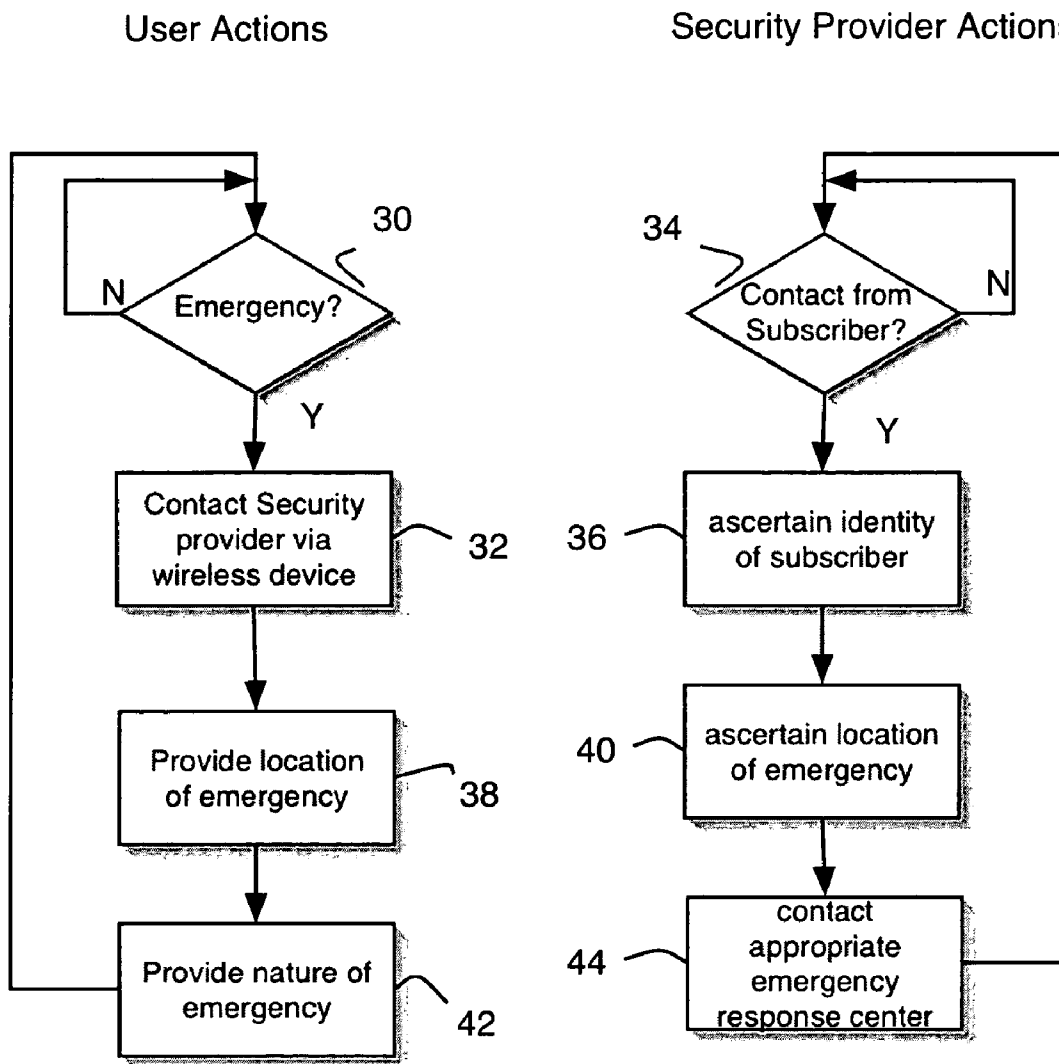 User Actions
Security Provider Actions
30
34
N
Emergency?
Contact from
Subscriber?
N
Y
Y
Contact Security
provider via
wireless device
32
36
ascertain identity
of subscriber
Provide location
of emergency
38
40
ascertain location
of emergency
Provide nature of
emergency
42
44
contact
appropriate
emergency
response center